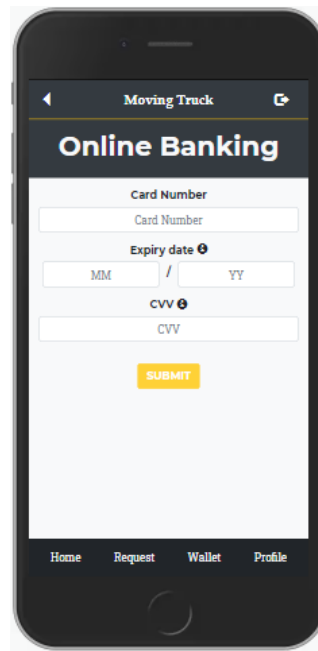 Moving Truck
Online Banking
Card Number
Card Number
Expiry date
MM / YY
CVV
CVV
SUBMIT
Home Request Wallet Profile